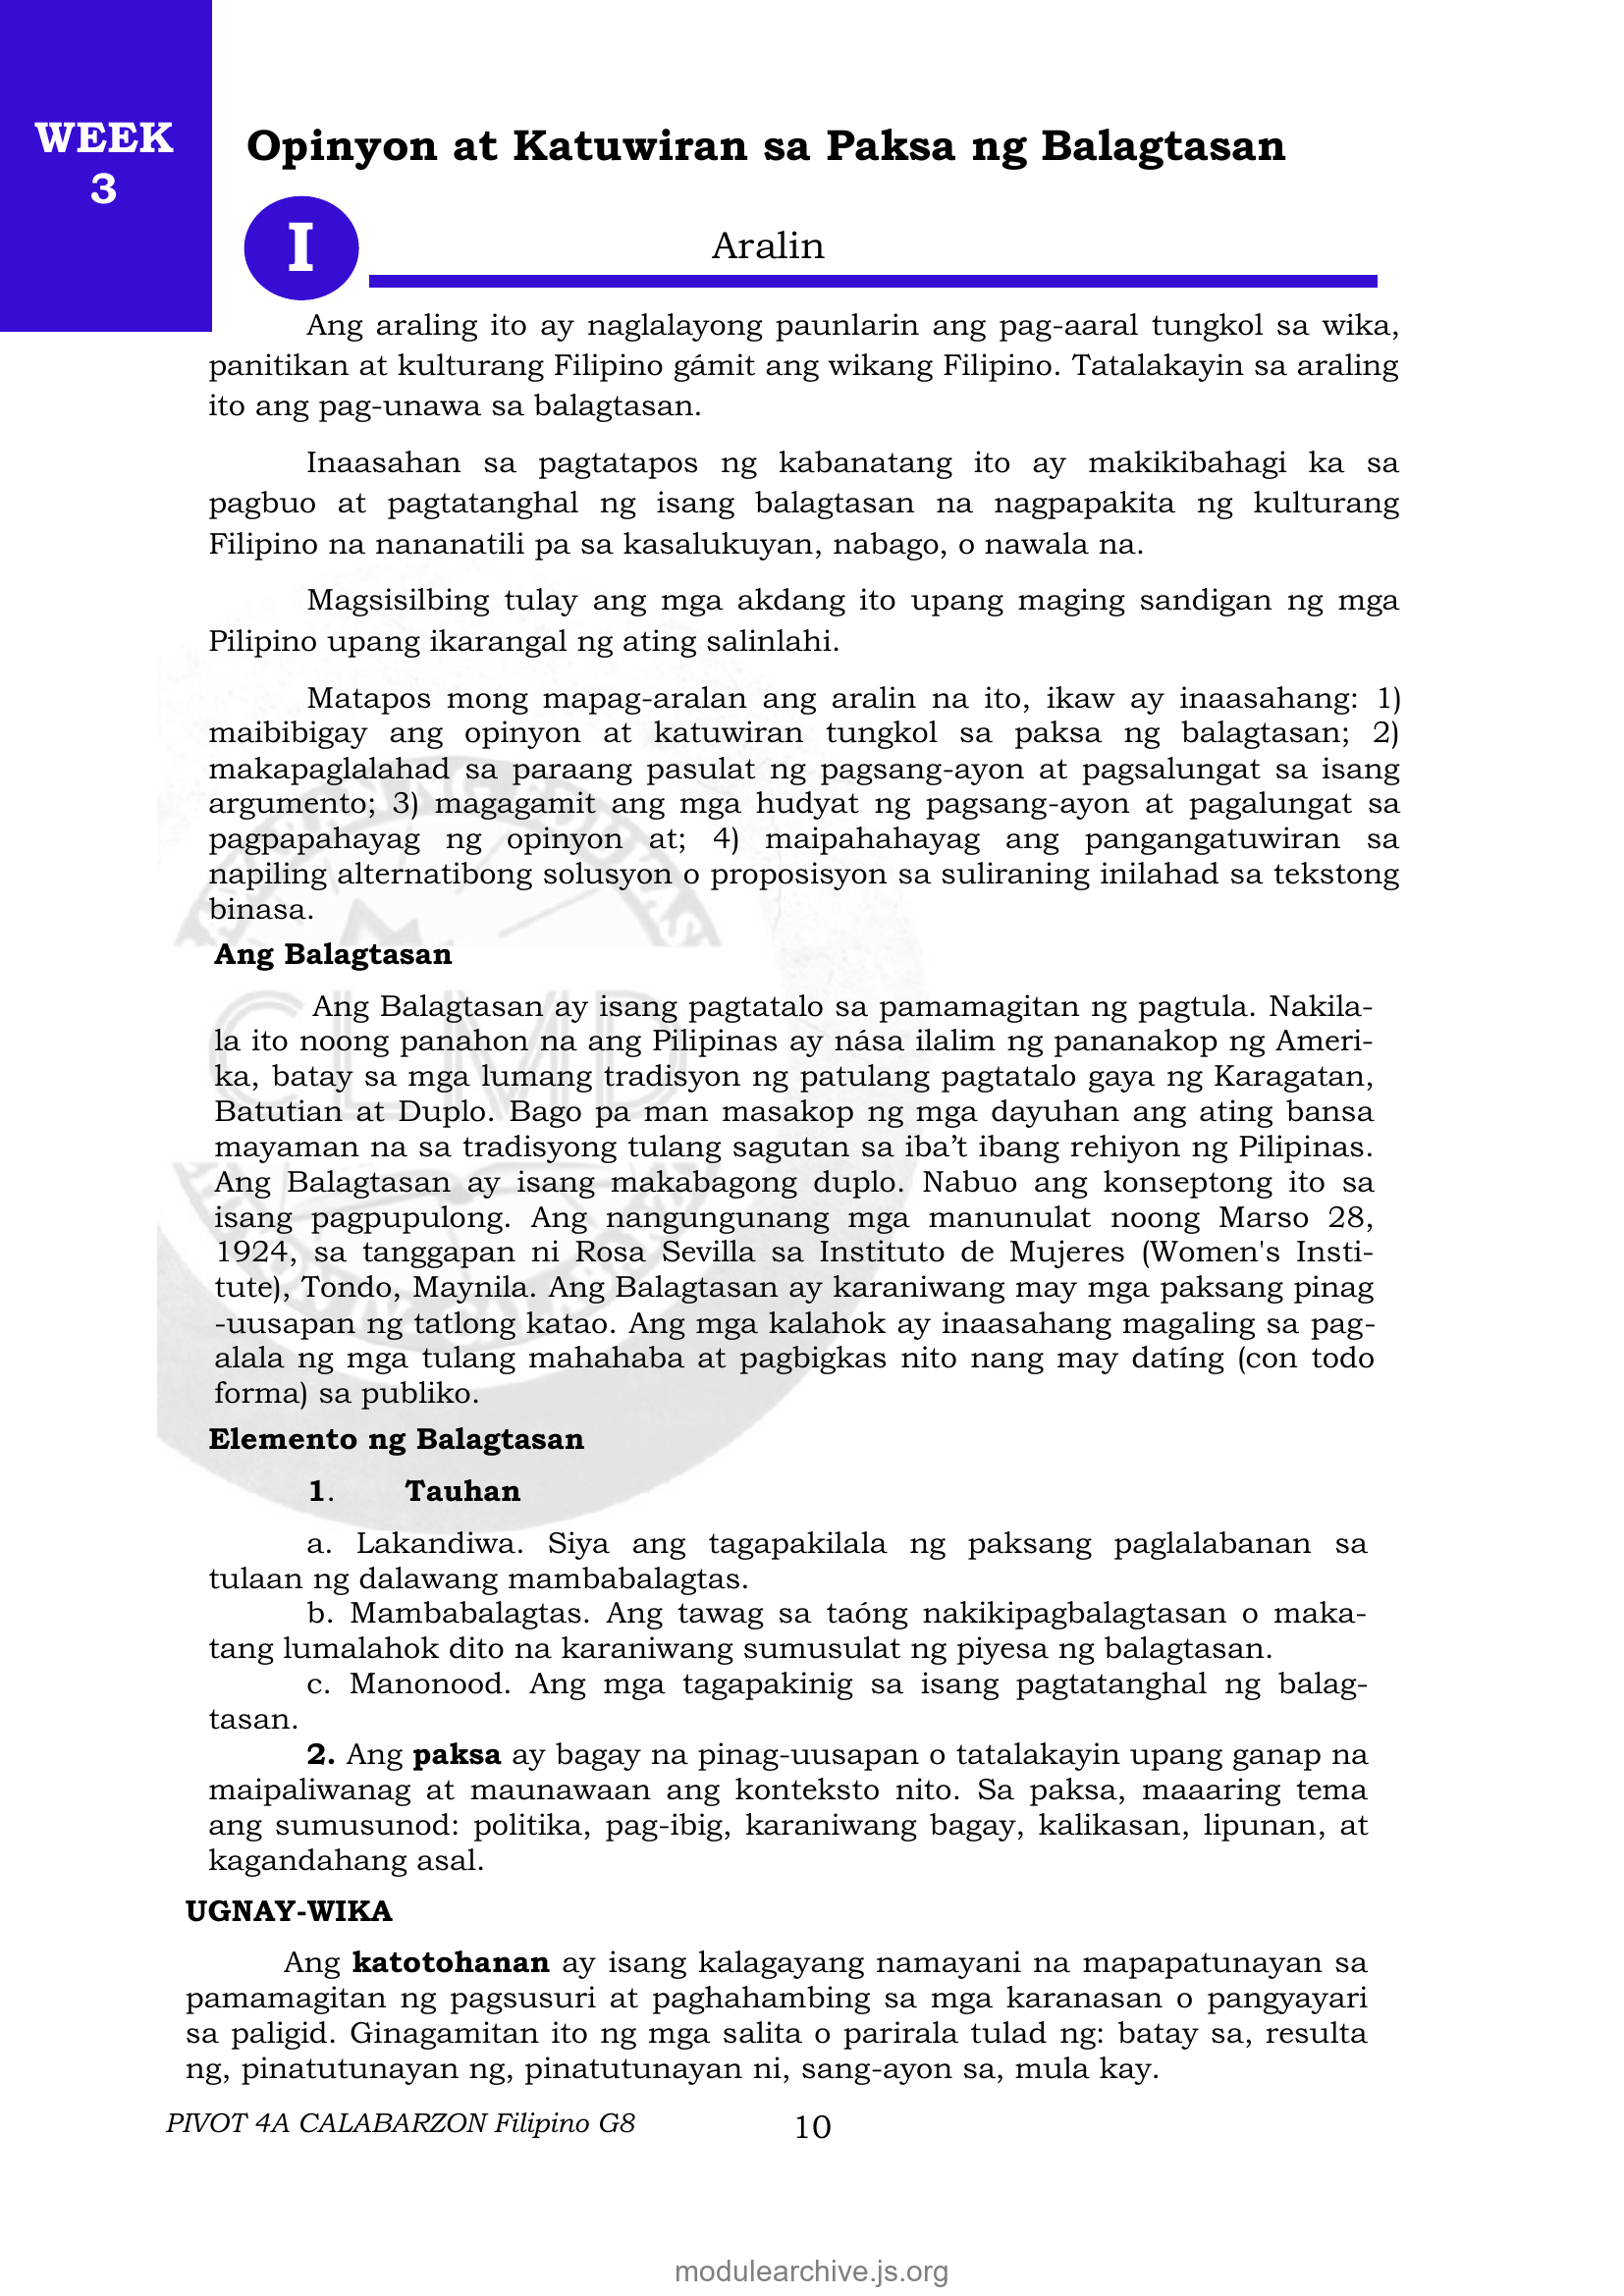 WEEK
3
Opinyon at Katuwiran sa Paksa ng Balagtasan
I
Aralin
Ang araling ito ay naglalayong paunlarin ang pag-aaral tungkol sa wika,
panitikan at kulturang Filipino gámit ang wikang Filipino. Tatalakayin sa araling
ito ang pag-unawa sa balagtasan.
Inaasahan sa pagtatapos ng kabanatang ito ay makikibahagi ka sa
pagbuo at pagtatanghal ng isang balagtasan na nagpapakita ng kulturang
Filipino na nananatili pa sa kasalukuyan, nabago, o nawala na.
Magsisilbing tulay ang mga akdang ito upang maging sandigan ng mga
Pilipino upang ikarangal ng ating salinlahi.
Matapos mong mapag-aralan ang aralin na ito, ikaw ay inaasahang: 1)
maibibigay ang opinyon at katuwiran tungkol sa paksa ng balagtasan; 2)
makapaglalahad sa paraang pasulat ng pagsang-ayon at pagsalungat sa isang
argumento; 3) magagamit ang mga hudyat ng pagsang-ayon at pagalungat sa
pagpapahayag ng opinyon at; 4) maipahahayag ang pangangatuwiran sa
napiling alternatibong solusyon o proposisyon sa suliraning inilahad sa tekstong
binasa.
Ang Balagtasan
Ang Balagtasan ay isang pagtatalo sa pamamagitan ng pagtula. Nakila-
la ito noong panahon na ang Pilipinas ay nása ilalim ng pananakop ng Ameri-
ka, batay sa mga lumang tradisyon ng patulang pagtatalo gaya ng Karagatan,
Batutian at Duplo. Bago pa man masakop ng mga dayuhan ang ating bansa
mayaman na sa tradisyong tulang sagutan sa iba’t ibang rehiyon ng Pilipinas.
Ang Balagtasan ay isang makabagong duplo. Nabuo ang konseptong ito sa
isang pagpupulong. Ang nangungunang mga manunulat noong Marso 28,
1924, sa tanggapan ni Rosa Sevilla sa Instituto de Mujeres (Women's Insti-
tute), Tondo, Maynila. Ang Balagtasan ay karaniwang may mga paksang pinag
-uusapan ng tatlong katao. Ang mga kalahok ay inaasahang magaling sa pag-
alala ng mga tulang mahahaba at pagbigkas nito nang may datíng (con todo
forma) sa publiko.
CLMD
Elemento ng Balagtasan
1. Tauhan
a. Lakandiwa. Siya ang tagapakilala ng paksang paglalabanan sa
tulaan ng dalawang mambabalagtas.
b. Mambabalagtas. Ang tawag sa taóng nakikipagbalagtasan o maka-
tang lumalahok dito na karaniwang sumusulat ng piyesa ng balagtasan.
c. Manonood. Ang mga tagapakinig sa isang pagtatanghal ng balag-
tasan.
2. Ang paksa ay bagay na pinag-uusapan o tatalakayin upang ganap na
maipaliwanag at maunawaan ang konteksto nito. Sa paksa, maaaring tema
ang sumusunod: politika, pag-ibig, karaniwang bagay, kalikasan, lipunan, at
kagandahang asal.
UGNAY-WIKA
Ang katotohanan ay isang kalagayang namayani na mapapatunayan sa
pamamagitan ng pagsusuri at paghahambing sa mga karanasan o pangyayari
sa paligid. Ginagamitan ito ng mga salita o parirala tulad ng: batay sa, resulta
ng, pinatutunayan ng, pinatutunayan ni, sang-ayon sa, mula kay.
PIVOT 4A CALABARZON Filipino G8
10
modulearchive.js.org